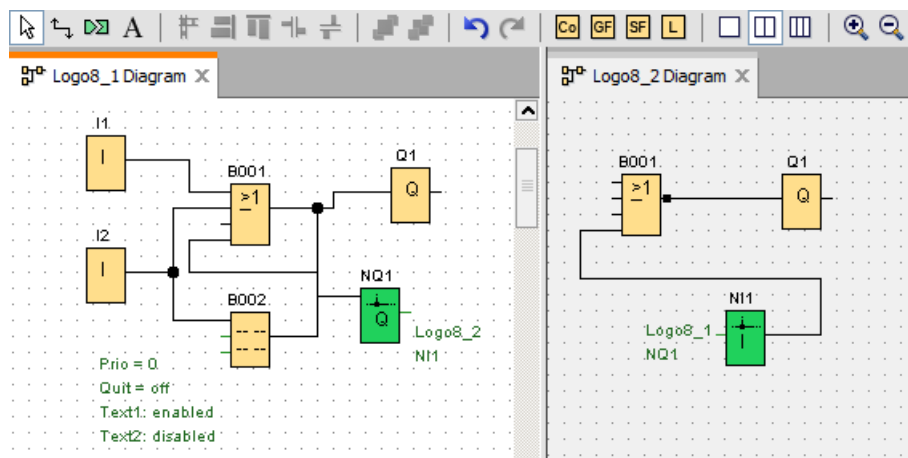 A Co GF SF L
Logo8_1 Diagram
Logo8_2 Diagram
I1
I
B001
>1
Q1
Q
I2
I
B002
NQ1
Q
Logo8_2
NI1
Prio = 0
Quit = off
Text1: enabled
Text2: disabled
B001
>1
Q1
Q
NI1
I
Logo8_1
NQ1